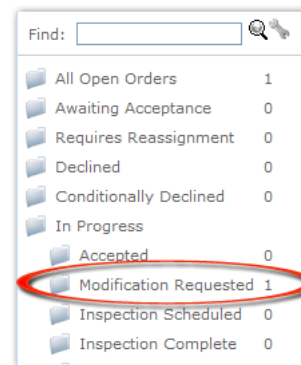 Find:
All Open Orders 1
Awaiting Acceptance 0
Requires Reassignment 0
Declined 0
Conditionally Declined 0
In Progress
Accepted 0
Modification Requested 1
Inspection Scheduled 0
Inspection Complete 0